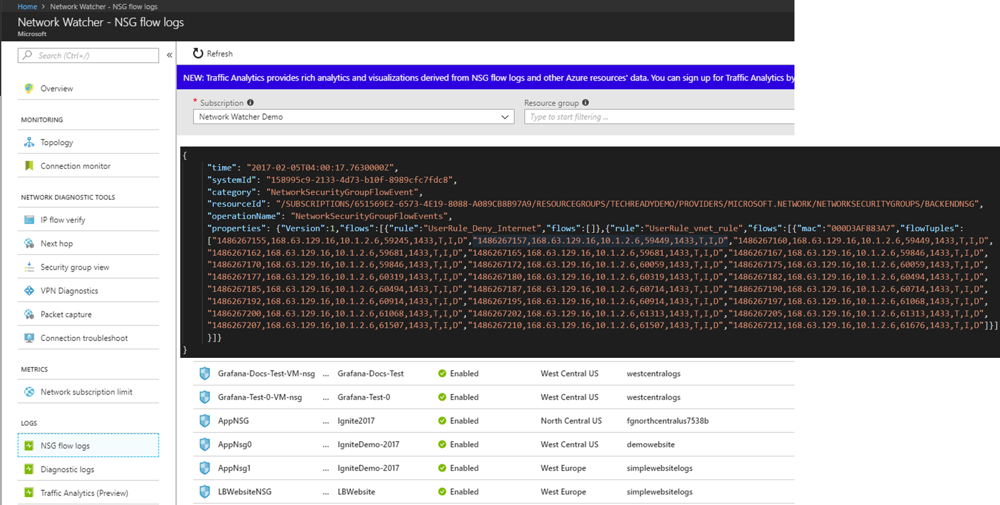 Home > Network Watcher - NSG flow logs
Network Watcher - NSG flow logs
Microsoft
Search (Ctrl+/)
«
Overview
MONITORING
Topology
Connection monitor
NETWORK DIAGNOSTIC TOOLS
IP flow verify
Next hop
Security group view
VPN Diagnostics
Packet capture
Connection troubleshoot
METRICS
Network subscription limit
LOGS
NSG flow logs
Diagnostic logs
Traffic Analytics (Preview)
Refresh
NEW: Traffic Analytics provides rich analytics and visualizations derived from NSG flow logs and other Azure resources' data. You can sign up for Traffic Analytics by
* Subscription
Network Watcher Demo
Resource group
Type to start filtering ...
{
"time": "2017-02-05T04:00:17.7630000Z",
"systemId": "158995c9-2133-4d73-b10f-8989cfc7fdc8",
"category": "NetworkSecurityGroupFlowEvent",
"resourceId": "/SUBSCRIPTIONS/651569E2-6573-4E19-8088-A089CB8B97A9/RESOURCEGROUPS/TECHREADYDEMO/PROVIDERS/MICROSOFT.NETWORK/NETWORKSECURITYGROUPS/BACKENDNSG",
"operationName": "NetworkSecurityGroupFlowEvents",
"properties": {"Version":1,"flows":[{"rule":"UserRule_Deny_Internet","flows":[]},{"rule":"UserRule_vnet_rule","flows":[{"mac":"000D3AF883A7","flowTuples":
["1486267155,168.63.129.16,10.1.2.6,59245,1433,T,I,D","1486267157,168.63.129.16,10.1.2.6,59449,1433,T,I,D","1486267160,168.63.129.16,10.1.2.6,59449,1433,T,I,D",
"1486267162,168.63.129.16,10.1.2.6,59681,1433,T,I,D","1486267165,168.63.129.16,10.1.2.6,59681,1433,T,I,D","1486267167,168.63.129.16,10.1.2.6,59846,1433,T,I,D",
"1486267170,168.63.129.16,10.1.2.6,59846,1433,T,I,D","1486267172,168.63.129.16,10.1.2.6,60059,1433,T,I,D","1486267175,168.63.129.16,10.1.2.6,60059,1433,T,I,D",
"1486267177,168.63.129.16,10.1.2.6,60319,1433,T,I,D","1486267180,168.63.129.16,10.1.2.6,60319,1433,T,I,D","1486267182,168.63.129.16,10.1.2.6,60494,1433,T,I,D",
"1486267185,168.63.129.16,10.1.2.6,60494,1433,T,I,D","1486267187,168.63.129.16,10.1.2.6,60714,1433,T,I,D","1486267190,168.63.129.16,10.1.2.6,60714,1433,T,I,D",
"1486267192,168.63.129.16,10.1.2.6,60914,1433,T,I,D","1486267195,168.63.129.16,10.1.2.6,60914,1433,T,I,D","1486267197,168.63.129.16,10.1.2.6,61068,1433,T,I,D",
"1486267200,168.63.129.16,10.1.2.6,61068,1433,T,I,D","1486267202,168.63.129.16,10.1.2.6,61313,1433,T,I,D","1486267205,168.63.129.16,10.1.2.6,61313,1433,T,I,D",
"1486267207,168.63.129.16,10.1.2.6,61507,1433,T,I,D","1486267210,168.63.129.16,10.1.2.6,61507,1433,T,I,D","1486267212,168.63.129.16,10.1.2.6,61676,1433,T,I,D"]}]
}]}
}
Grafana-Docs-Test-VM-nsg ... Grafana-Docs-Test Enabled West Central US westcentralogs
Grafana-Test-0-VM-nsg ... Grafana-Test-0 Enabled West Central US westcentralogs
AppNSG ... Ignite2017 Enabled North Central US fgnorthcentralus7538b
AppNsg0 ... IgniteDemo-2017 Enabled West Central US demowebsite
AppNsg1 ... IgniteDemo-2017 Enabled West Europe simplewebsitelogs
LBWebsiteNSG ... LBWebsite Enabled West Europe simplewebsitelogs